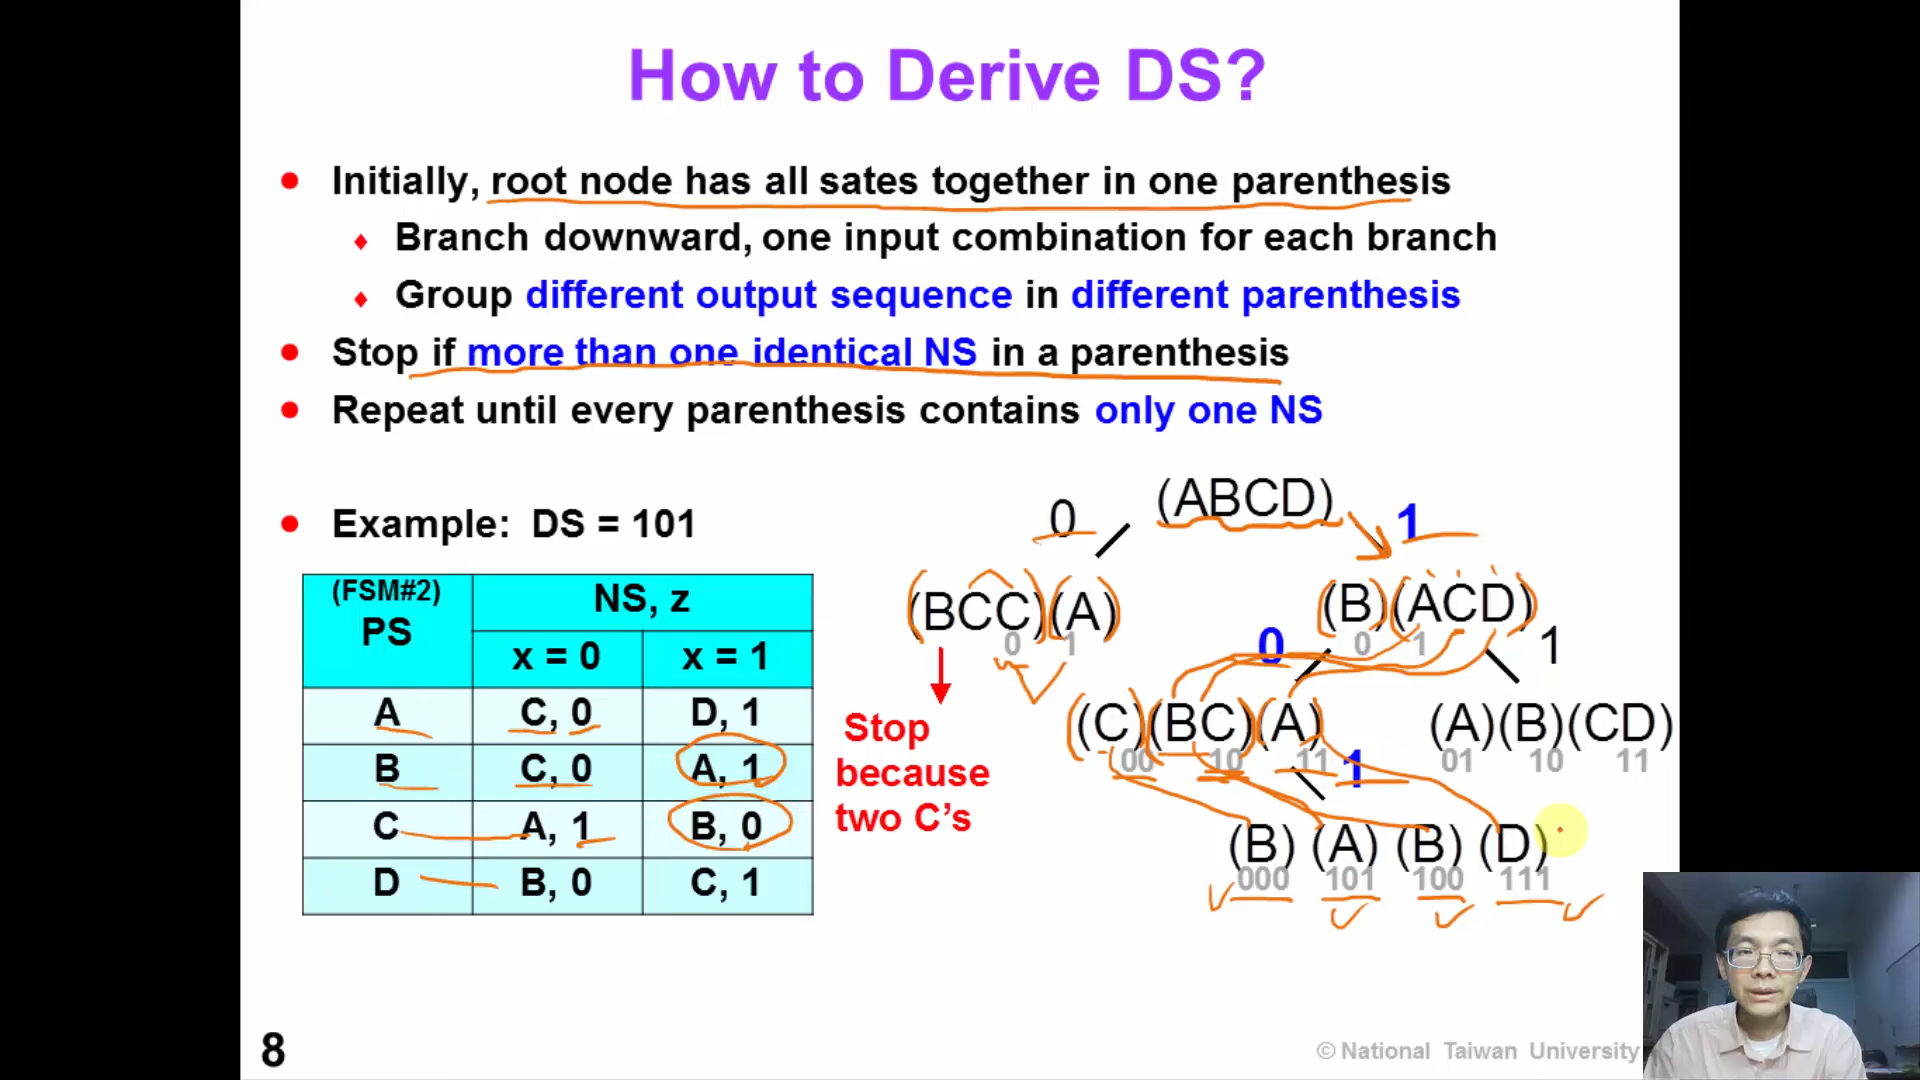 How to Derive DS?
• Initially, root node has all sates together in one parenthesis
♦ Branch downward, one input combination for each branch
♦ Group different output sequence in different parenthesis
• Stop if more than one identical NS in a parenthesis
• Repeat until every parenthesis contains only one NS
• Example: DS = 101
(FSM#2) PS
NS, z
x = 0 x = 1
A C, 0 D, 1
B C, 0 A, 1
C A, 1 B, 0
D B, 0 C, 1
(ABCD)
0 1
(BCC)(A) (B)(ACD)
0 1 0 1
0 1
Stop
because
two C's
(C)(BC)(A) (A)(B)(CD)
00 10 11 01 10 11
1
(B) (A) (B) (D)
000 101 100 111
8
© National Taiwan University